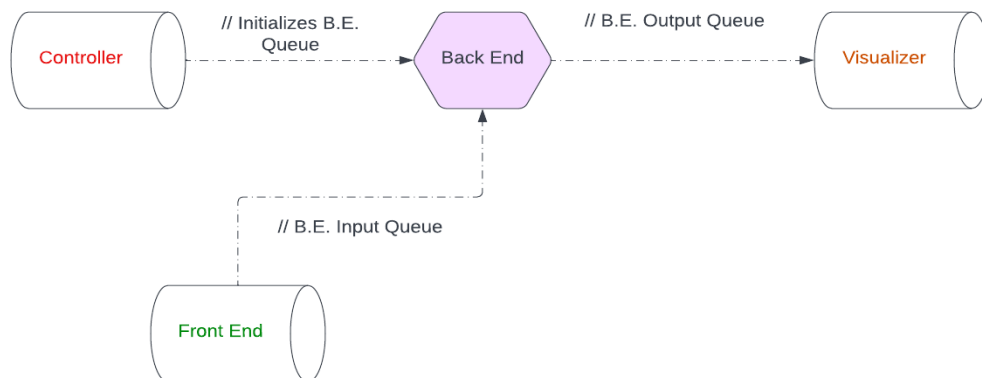 // Initializes B.E.
Queue
// B.E. Output Queue
Controller
Back End
Visualizer
// B.E. Input Queue
Front End